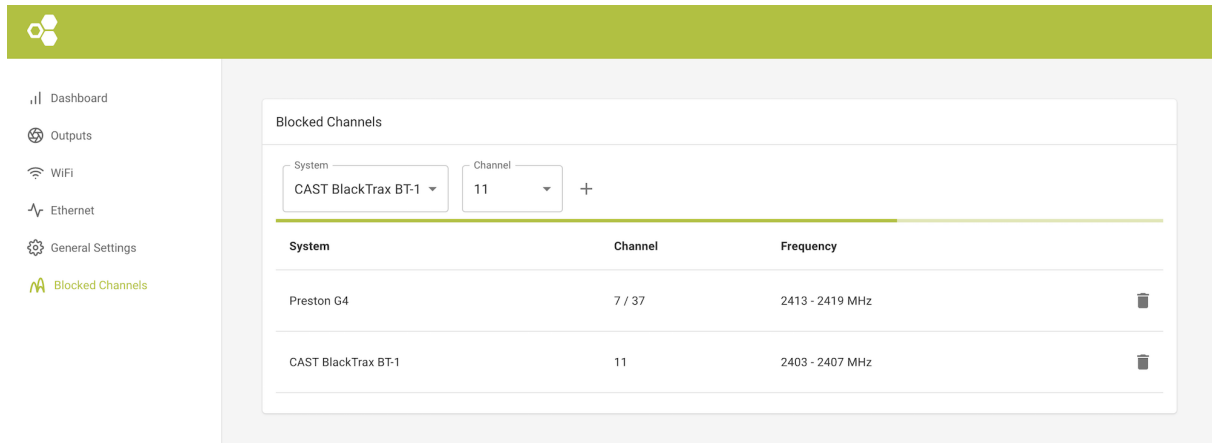 Dashboard
Outputs
WiFi
Ethernet
General Settings
Blocked Channels
Blocked Channels
System Channel
CAST BlackTrax BT-1 11 +
System Channel Frequency
Preston G4 7 / 37 2413 - 2419 MHz
CAST BlackTrax BT-1 11 2403 - 2407 MHz